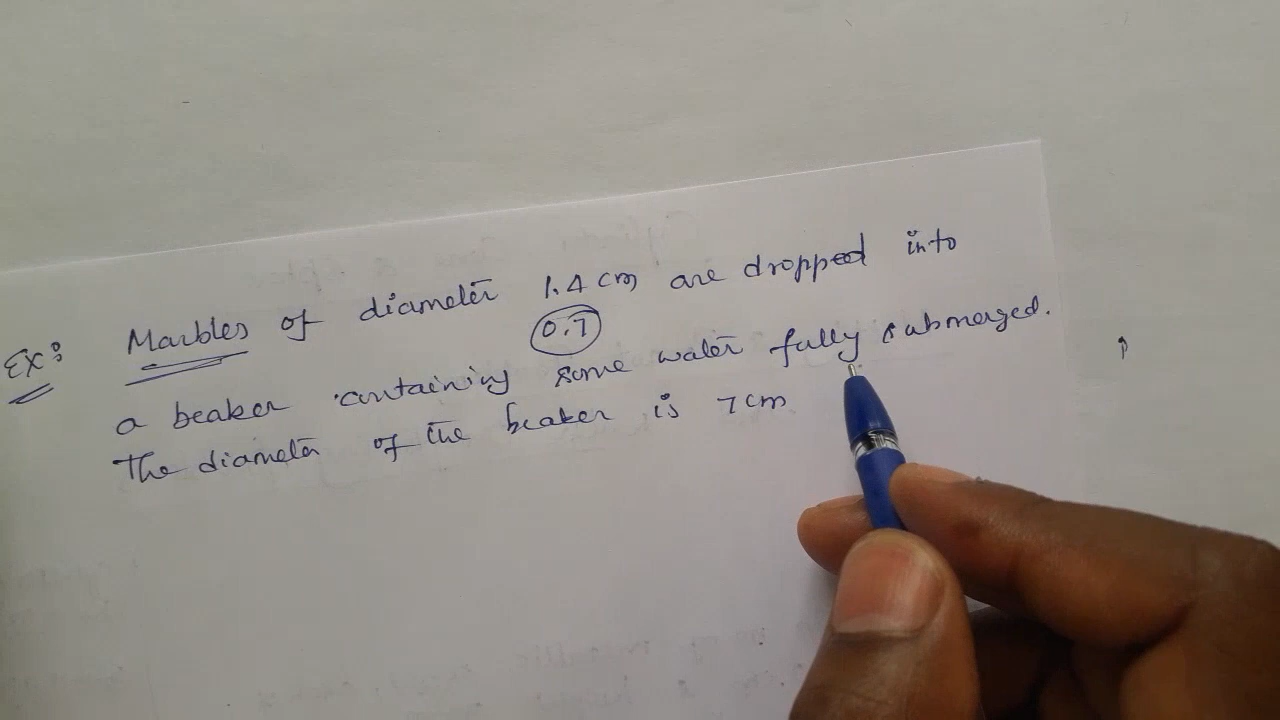 Ex: Marbles of diameter 1.4 cm are dropped into
0.7
a beaker containing some water fully submerged.
The diameter of the beaker is 7 cm